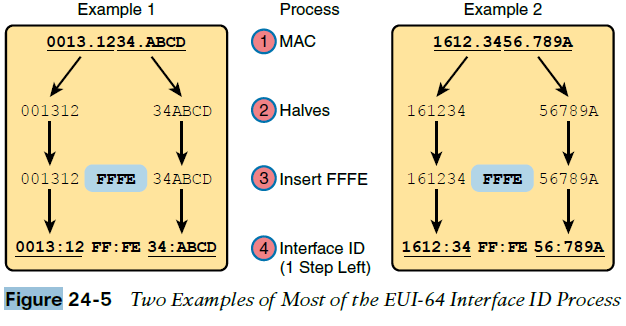 Example 1 Process Example 2
0013.1234.ABCD 1 MAC 1612.3456.789A
001312 34ABCD 2 Halves 161234 56789A
001312 FFFE 34ABCD 3 Insert FFFE 161234 FFFE 56789A
0013:12 FF:FE 34:ABCD 4 Interface ID 1612:34 FF:FE 56:789A
(1 Step Left)
Figure 24-5 Two Examples of Most of the EUI-64 Interface ID Process